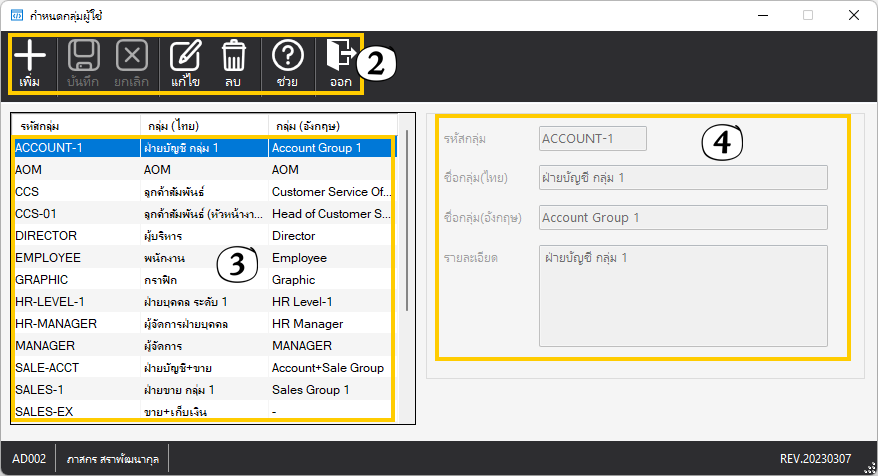 กำหนดกลุ่มผู้ใช้
เพิ่ม บันทึก ยกเลิก แก้ไข ลบ ช่วย ออก 2
รหัสกลุ่ม กลุ่ม (ไทย) กลุ่ม (อังกฤษ)
ACCOUNT-1 ฝ่ายบัญชี กลุ่ม 1 Account Group 1
AOM AOM AOM
CCS ลูกค้าสัมพันธ์ Customer Service Of...
CCS-01 ลูกค้าสัมพันธ์ (หัวหน้างา... Head of Customer S...
DIRECTOR ผู้บริหาร Director
EMPLOYEE พนักงาน Employee
GRAPHIC กราฟิก Graphic
HR-LEVEL-1 ฝ่ายบุคคล ระดับ 1 HR Level-1
HR-MANAGER ผู้จัดการฝ่ายบุคคล HR Manager
MANAGER ผู้จัดการ MANAGER
SALE-ACCT ฝ่ายบัญชี+ขาย Account+Sale Group
SALES-1 ฝ่ายขาย กลุ่ม 1 Sales Group 1
SALES-EX ขาย+เก็บเงิน -
3
4
รหัสกลุ่ม ACCOUNT-1
ชื่อกลุ่ม(ไทย) ฝ่ายบัญชี กลุ่ม 1
ชื่อกลุ่ม(อังกฤษ) Account Group 1
รายละเอียด ฝ่ายบัญชี กลุ่ม 1
AD002 ภาสกร สราพัฒนากุล REV.20230307